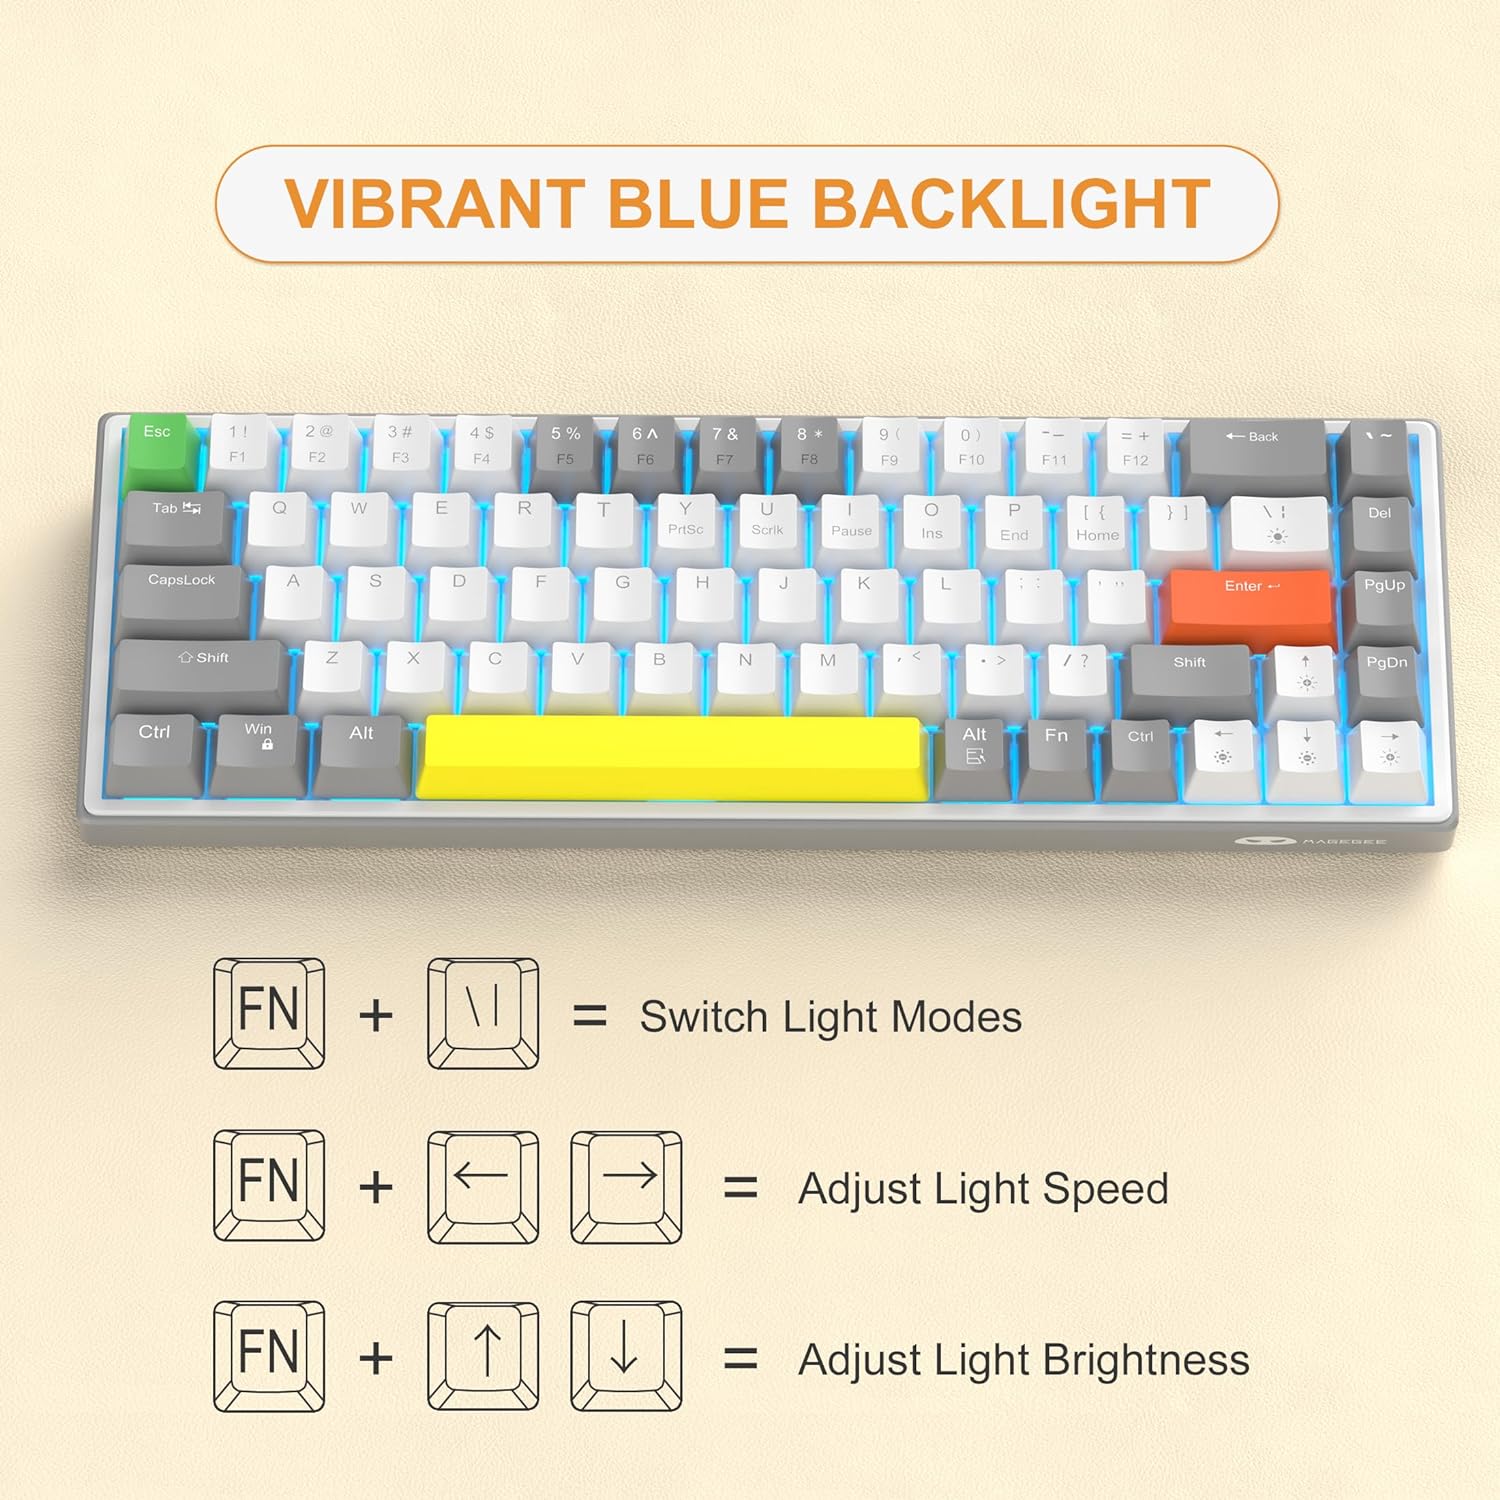 VIBRANT BLUE BACKLIGHT
Esc 1 ! F1 2 @ F2 3 # F3 4 $ F4 5 % F5 6 ^ F6 7 & F7 8 * F8 9 ( F9 0 ) F10 - – F11 = + F12 ← Back ` ~
Tab Q W E R T Y PrtSc U Scrlk I Pause O Ins P End [ { Home } ] \ ¦ Del
CapsLock A S D F G H J K L ; : ' " Enter ↵ PgUp
⇧ Shift Z X C V B N M , < . > / ? Shift ↑ PgDn
Ctrl Win Alt Alt Fn Ctrl ← ↓ →
MAGEGEE
FN + \ | = Switch Light Modes
FN + ← → = Adjust Light Speed
FN + ↑ ↓ = Adjust Light Brightness